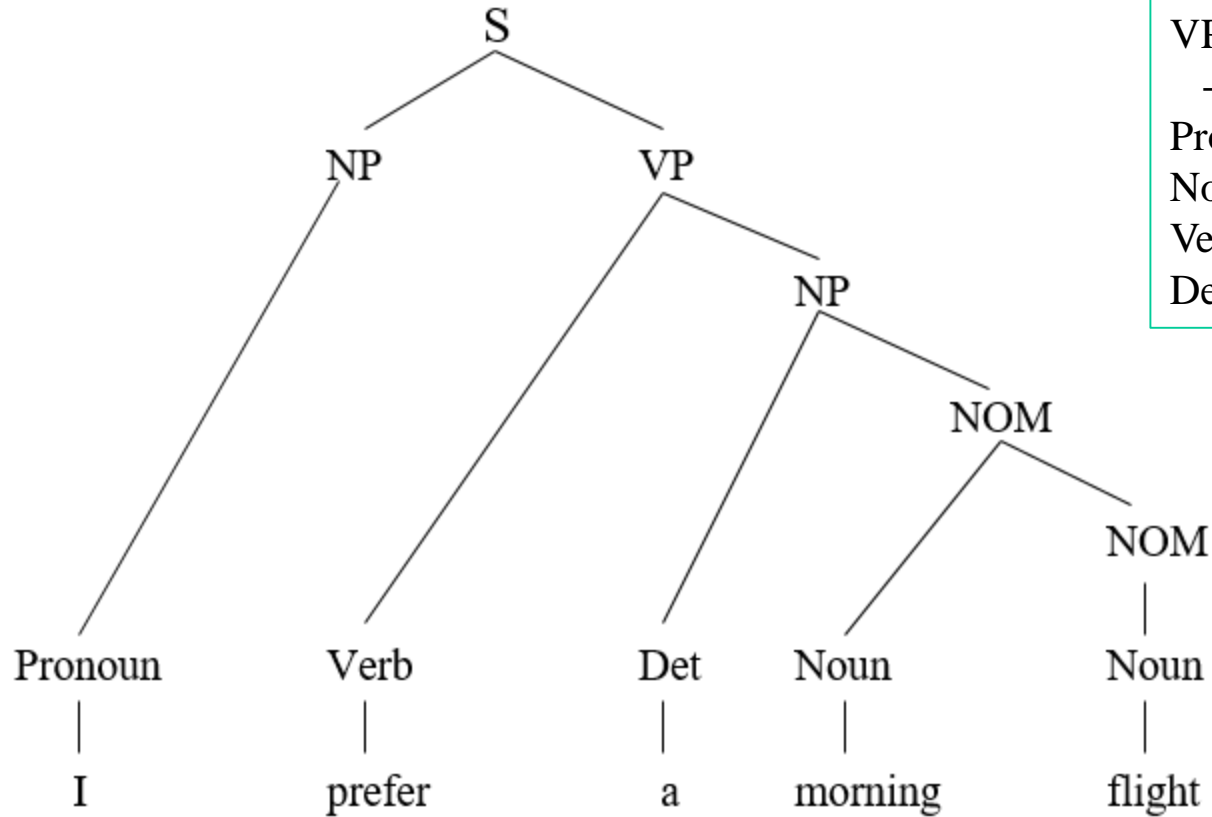 S
NP VP
NP
NOM
NOM
Pronoun Verb Det Noun Noun
I prefer a morning flight